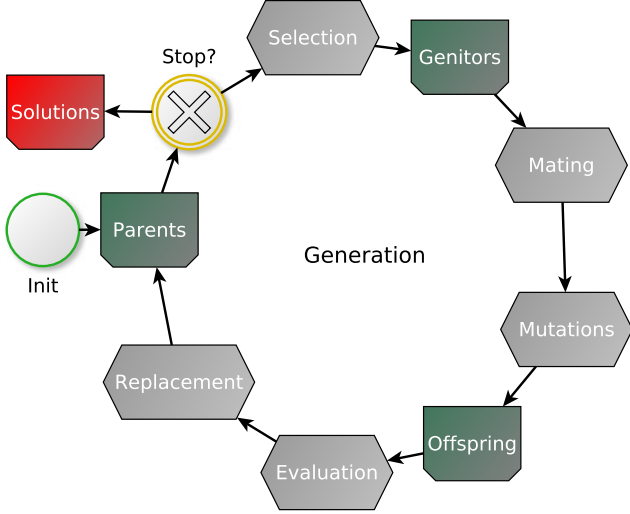 Selection
Stop?
Genitors
Solutions
Mating
Parents
Generation
Init
Mutations
Replacement
Offspring
Evaluation